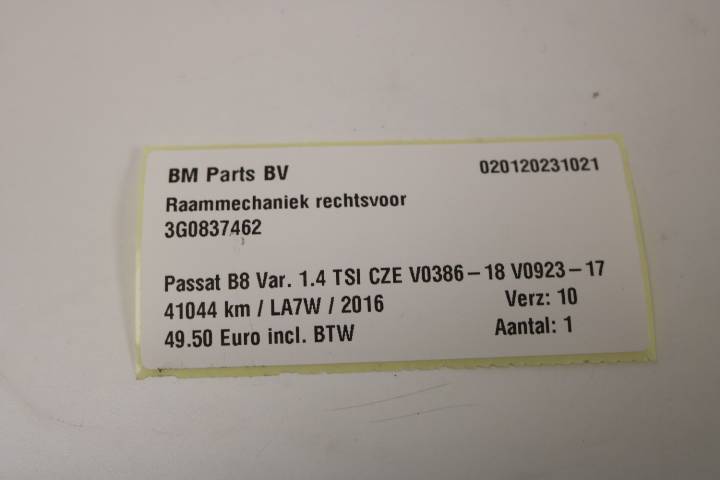 BM Parts BV 020120231021
Raammechaniek rechtsvoor
3G0837462
Passat B8 Var. 1.4 TSI CZE V0386-18 V0923-17
41044 km / LA7W / 2016 Verz: 10
49.50 Euro incl. BTW Aantal: 1